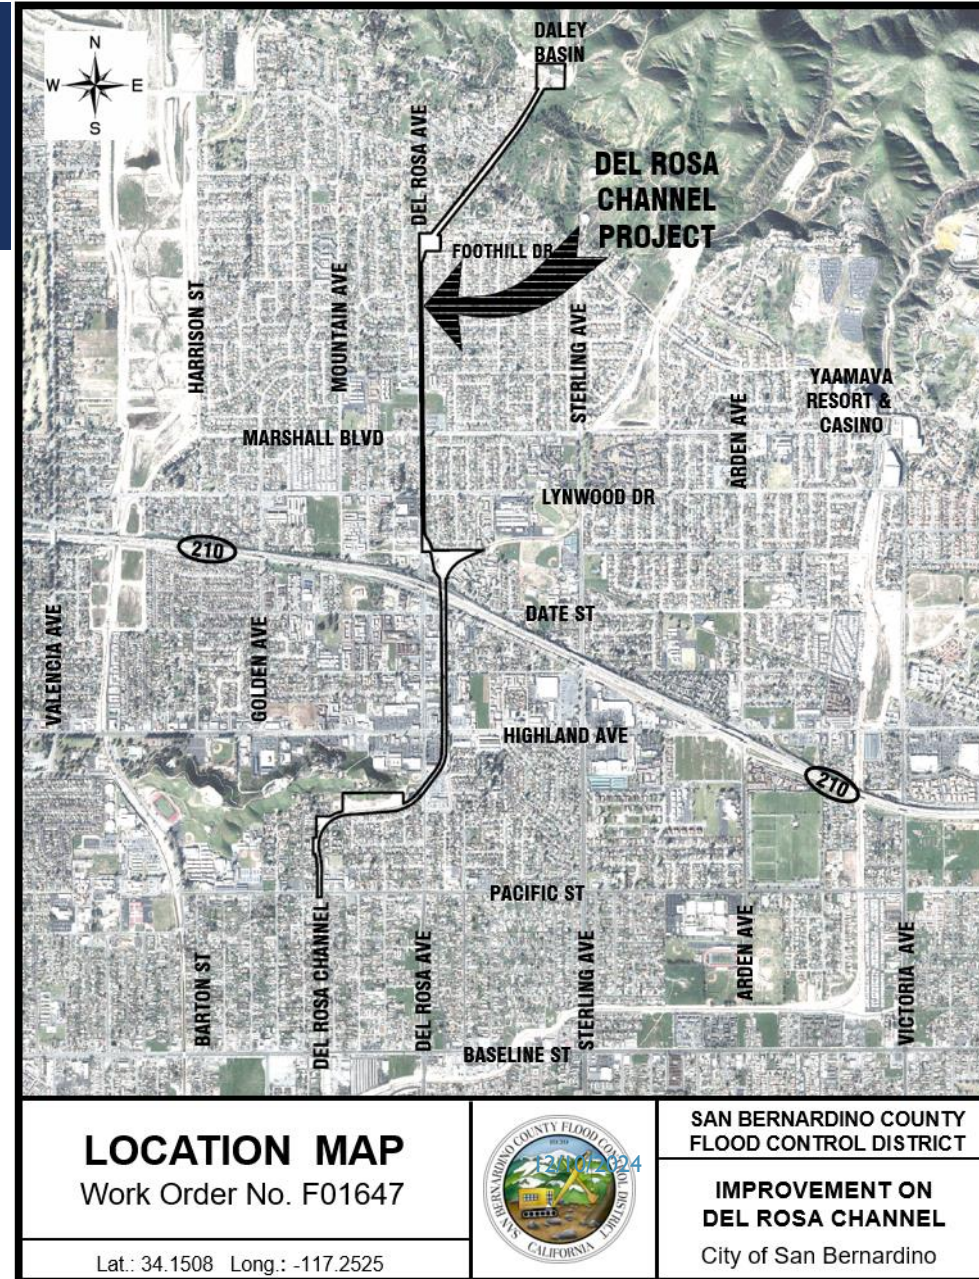 N
W E
S
DALEY
BASIN
DEL ROSA AVE
DEL ROSA
CHANNEL
PROJECT
FOOTHILL DR
HARRISON ST
MOUNTAIN AVE
STERLING AVE
YAAMAVA
RESORT &
CASINO
ARDEN AVE
MARSHALL BLVD
LYNWOOD DR
210
DATE ST
VALENCIA AVE
GOLDEN AVE
HIGHLAND AVE
210
PACIFIC ST
BARTON ST
DEL ROSA CHANNEL
DEL ROSA AVE
STERLING AVE
ARDEN AVE
VICTORIA AVE
BASELINE ST
LOCATION MAP
Work Order No. F01647
Lat.: 34.1508 Long.: -117.2525
SAN BERNARDINO COUNTY FLOOD CONTROL DISTRICT
CALIFORNIA
SAN BERNARDINO COUNTY
FLOOD CONTROL DISTRICT
IMPROVEMENT ON
DEL ROSA CHANNEL
City of San Bernardino